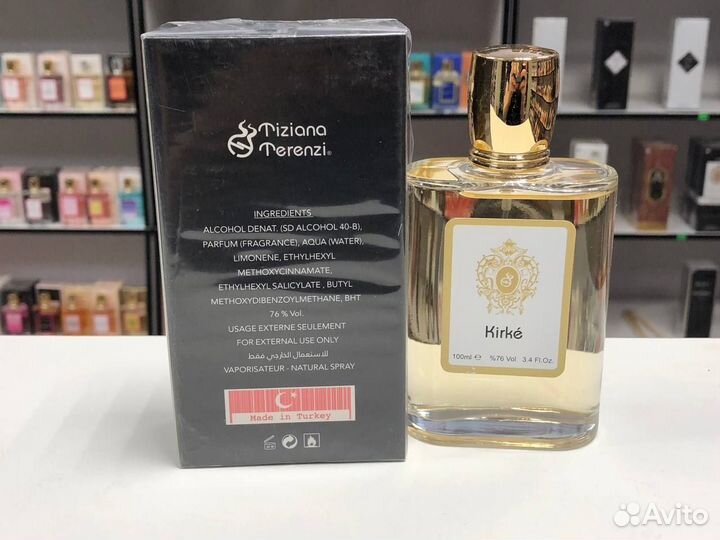 Tiziana
Terenzi®
INGREDIENTS
ALCOHOL DENAT. (SD ALCOHOL 40-B),
PARFUM (FRAGRANCE), AQUA (WATER),
LIMONENE, ETHYLHEXYL
METHOXYCINNAMATE,
ETHYLHEXYL SALICYLATE , BUTYL
METHOXYDIBENZOYLMETHANE, BHT
76 % Vol.
USAGE EXTERNE SEULEMENT
FOR EXTERNAL USE ONLY
للاستعمال الخارجي فقط
VAPORISATEUR - NATURAL SPRAY
Made in Turkey
Kirké
100ml e %76 Vol 3.4 Fl.Oz.
Avito